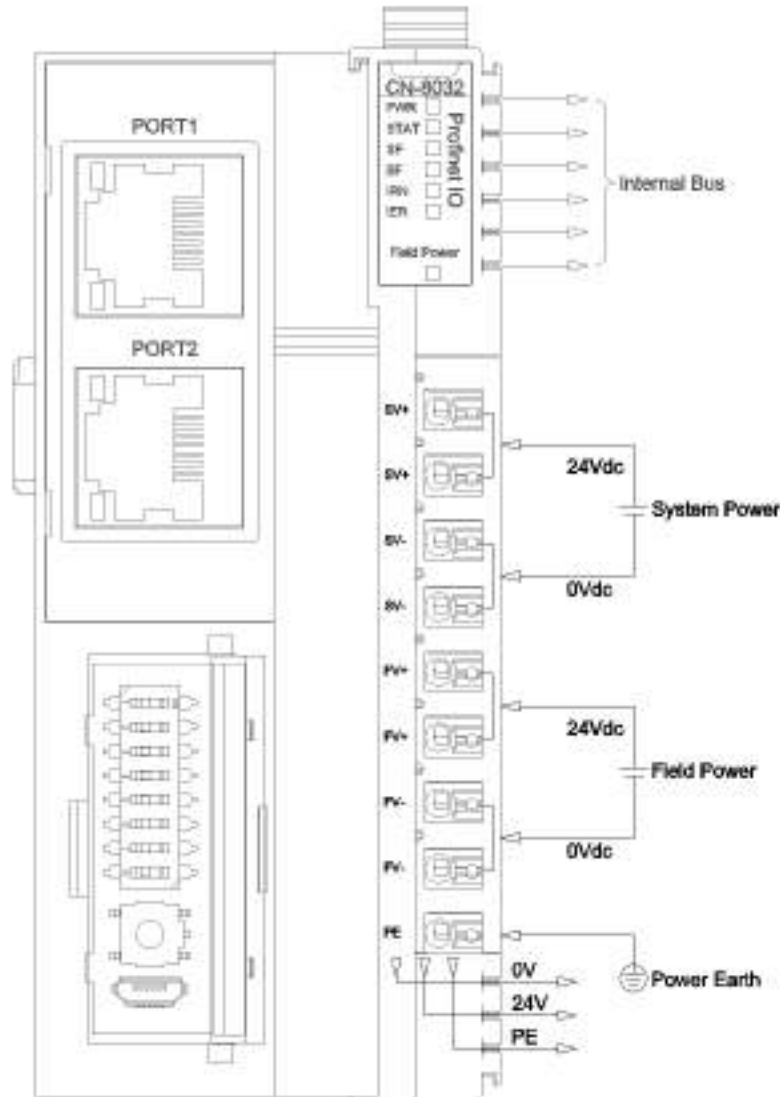 PORT1
PORT2
CN-8032
PWR
STAT
SF
BF
IRN
IER
Profinet IO
Field Power
Internal Bus
SV+
SV+
SV-
SV-
FV+
FV+
FV-
FV-
PE
24Vdc
System Power
0Vdc
24Vdc
Field Power
0Vdc
Power Earth
0V
24V
PE